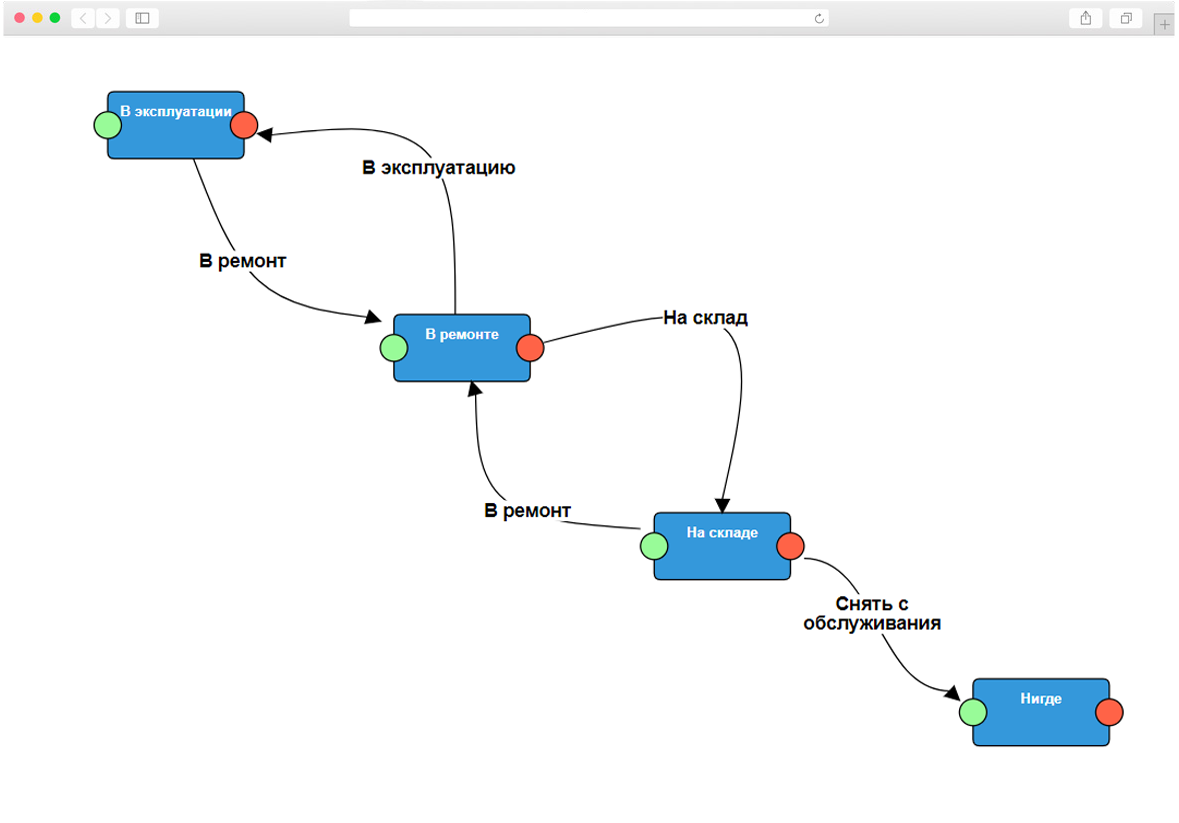 В эксплуатации
В эксплуатацию
В ремонт
На склад
В ремонте
В ремонт
На складе
Снять с
обслуживания
Нигде